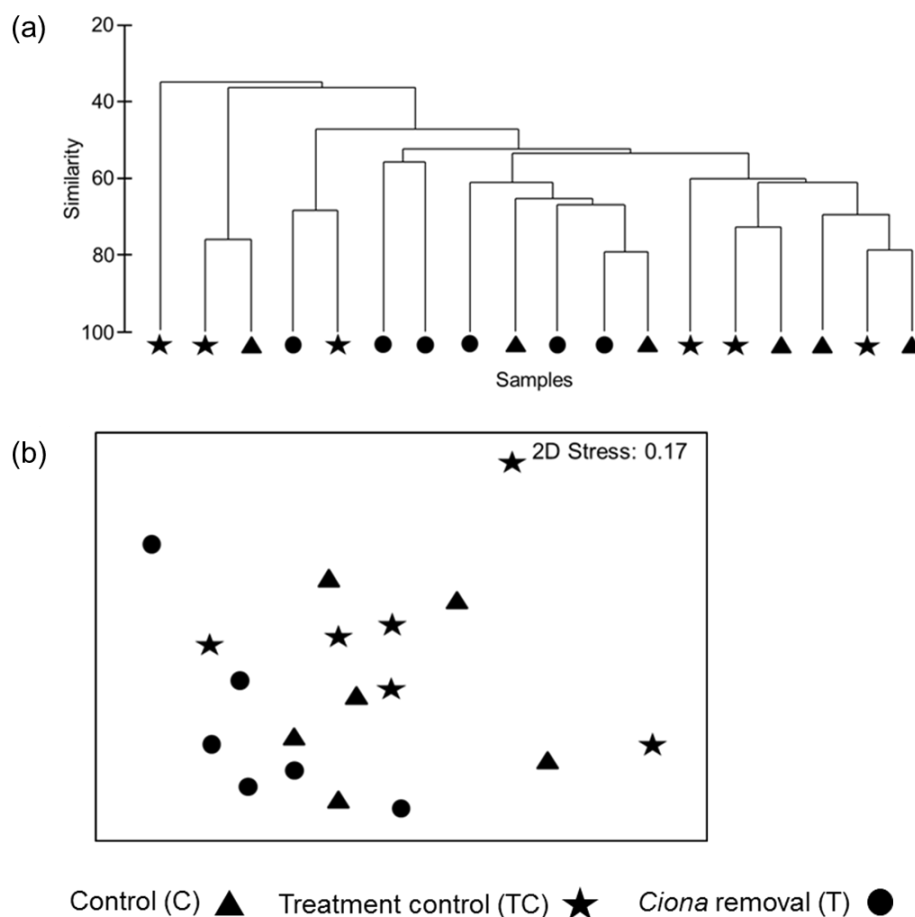 (a)
20
40
60
80
100
Similarity
Samples
(b)
2D Stress: 0.17
Control (C)
Treatment control (TC)
Ciona removal (T)